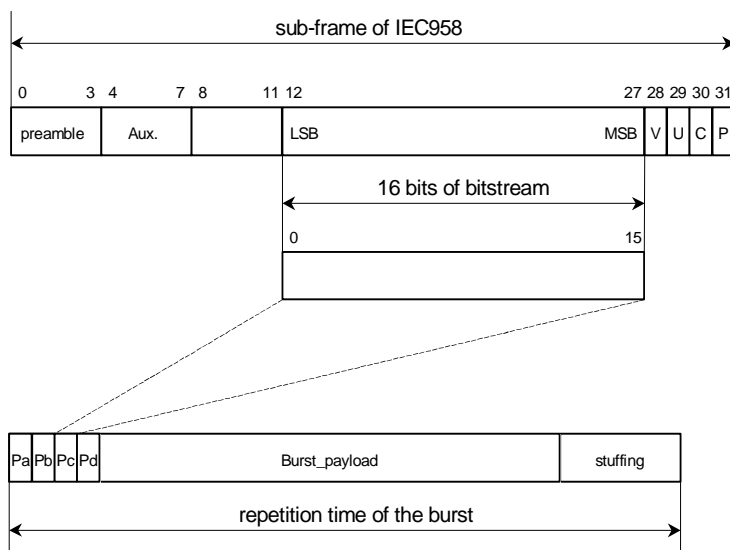 sub-frame of IEC958
0 3 4 7 8 11 12 27 28 29 30 31
preamble Aux. LSB MSB V U C P
16 bits of bitstream
0 15
Pa Pb Pc Pd Burst_payload stuffing
repetition time of the burst